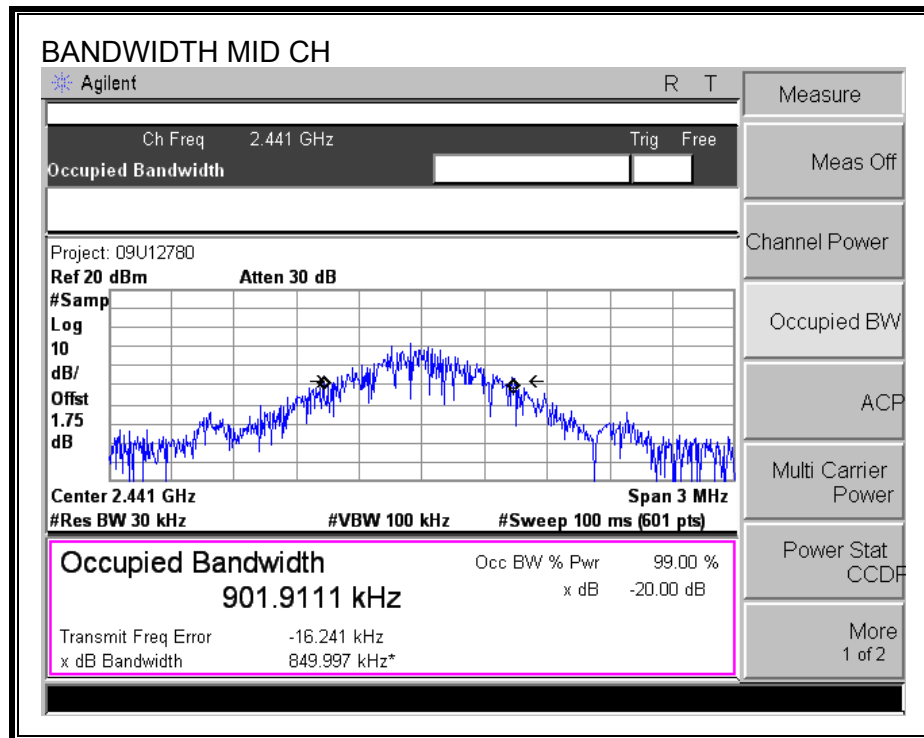 BANDWIDTH MID CH
Agilent R T
Ch Freq 2.441 GHz Trig Free
Occupied Bandwidth
Project: 09U12780
Ref 20 dBm Atten 30 dB
#Samp
Log
10
dB/
Offst
1.75
dB
Center 2.441 GHz Span 3 MHz
#Res BW 30 kHz #VBW 100 kHz #Sweep 100 ms (601 pts)
Occupied Bandwidth Occ BW % Pwr 99.00 %
901.9111 kHz x dB -20.00 dB
Transmit Freq Error -16.241 kHz
x dB Bandwidth 849.997 kHz*
Measure
Meas Off
Channel Power
Occupied BW
ACP
Multi Carrier
Power
Power Stat
CCDF
More
1 of 2